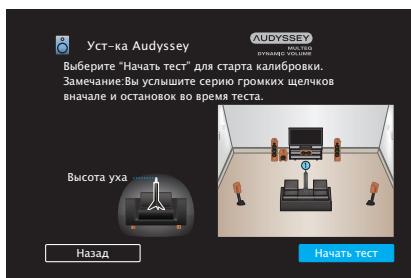 Уст-ка Audyssey
AUDYSSEY
MULTEQ
DYNAMIC VOLUME
Выберите “Начать тест” для старта калибровки.
Замечание:Вы услышите серию громких щелчков
вначале и остановок во время теста.
Высота уха
1
Назад
Начать тест